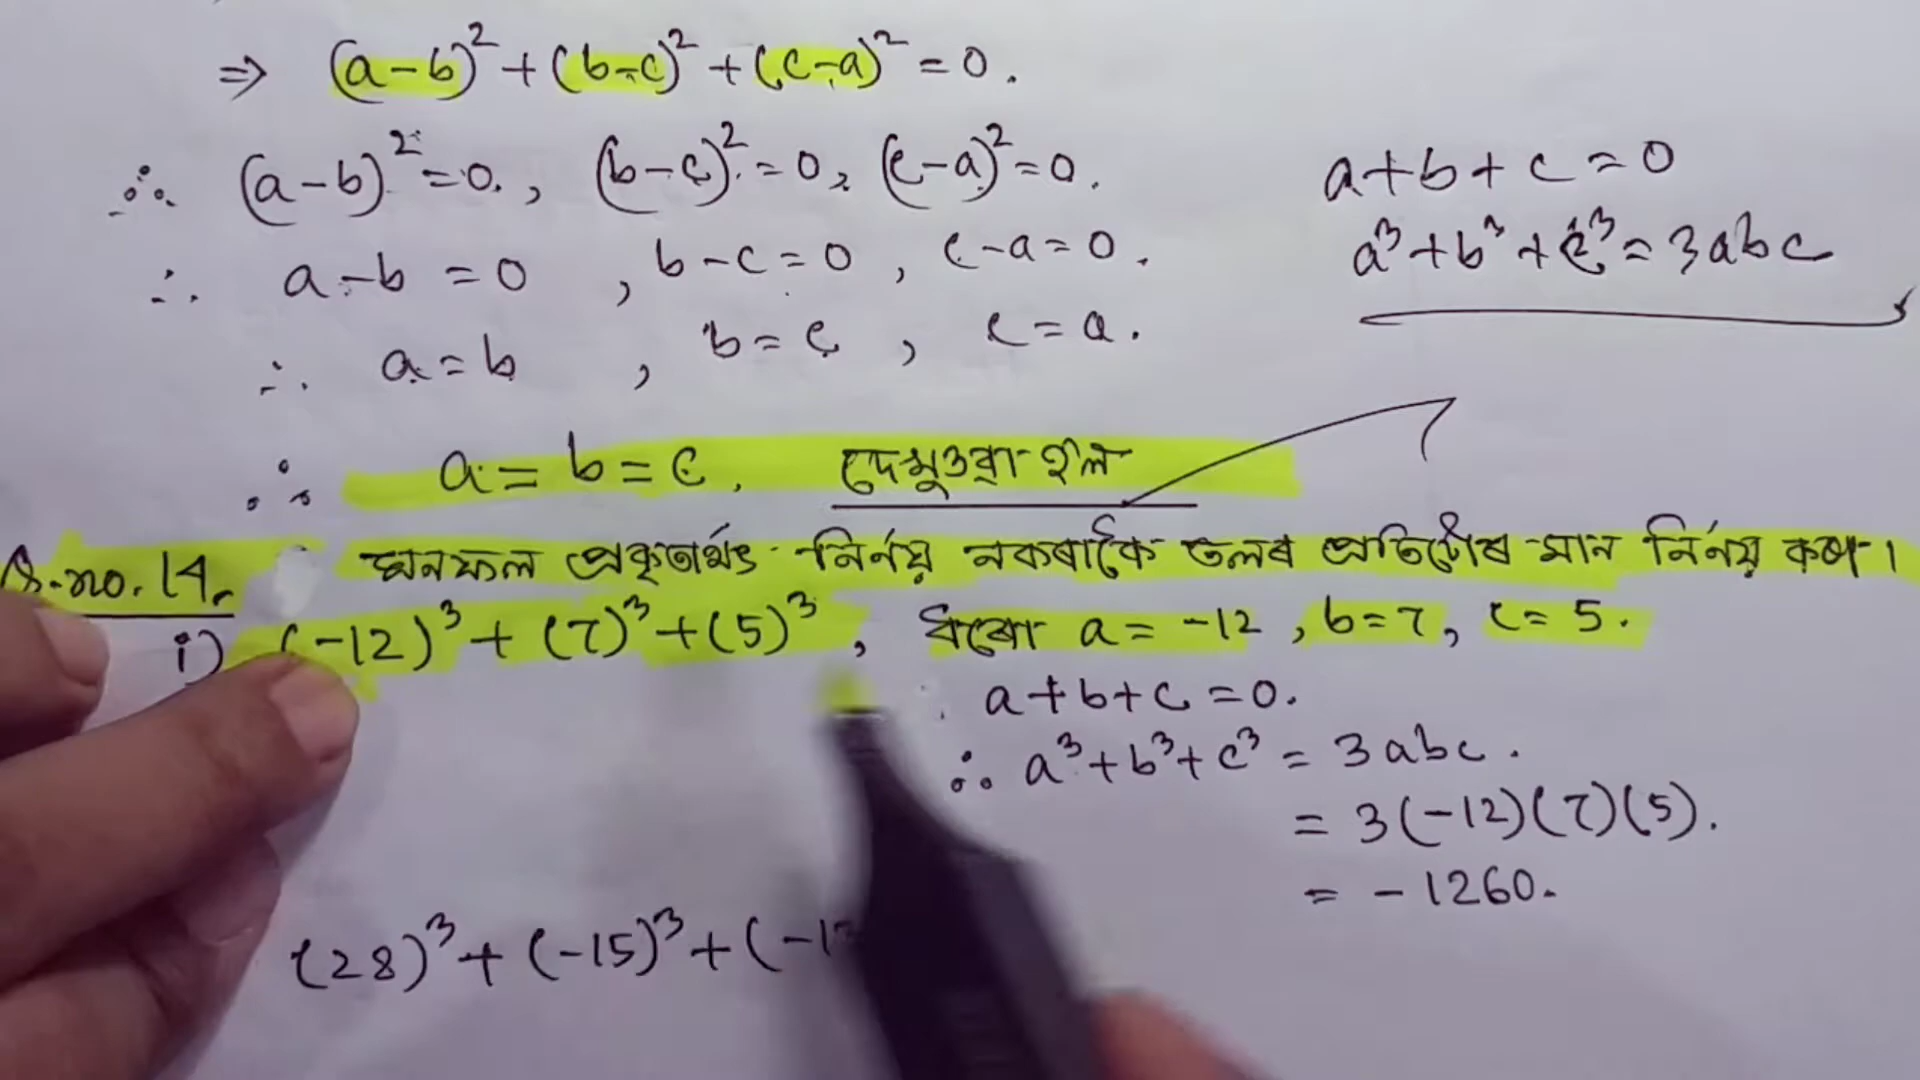 ⇒ (a-b)² + (b-c)² + (c-a)² = 0.
∴ (a-b)² = 0, (b-c)² = 0, (c-a)² = 0.
∴ a-b = 0, b-c = 0, c-a = 0.
∴ a = b, b = c, c = a.
a+b+c = 0
a³+b³+c³ = 3abc
∴ a = b = c. দেখুওৱা হ'ল
Q.no. 14. ঘনফল প্ৰকৃতাৰ্থত নিৰ্ণয় নকৰাকৈ তলৰ প্ৰতিটোৰ মান নিৰ্ণয় কৰা।
i) (-12)³ + (7)³ + (5)³, ধৰো a = -12, b = 7, c = 5.
a+b+c = 0.
∴ a³+b³+c³ = 3abc.
= 3(-12)(7)(5).
= -1260.
(28)³ + (-15)³ + (-1